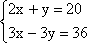 2x + y = 20
3x − 3y = 36